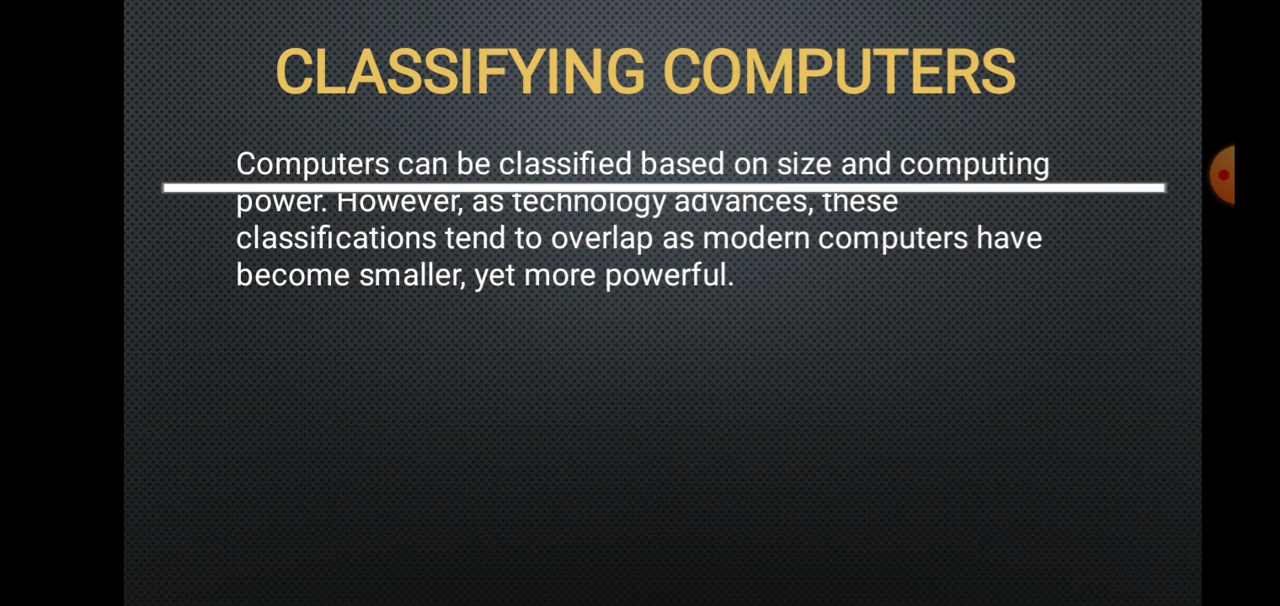 CLASSIFYING COMPUTERS
Computers can be classified based on size and computing
power. However, as technology advances, these
classifications tend to overlap as modern computers have
become smaller, yet more powerful.